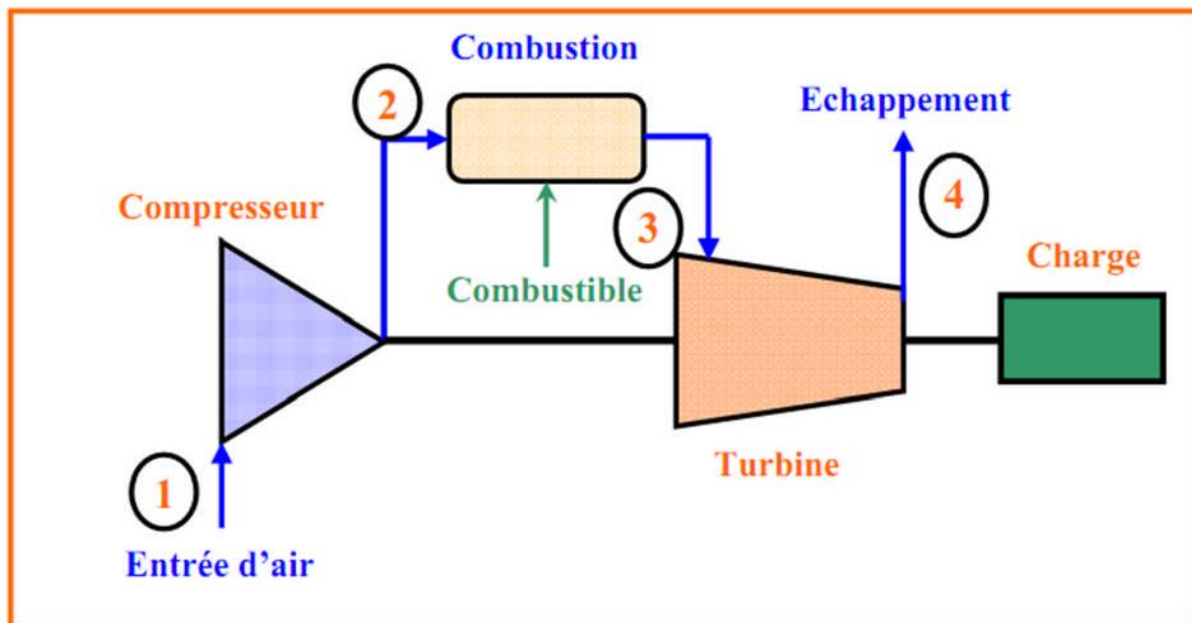 Combustion
2
Echappement
Compresseur
4
3
Charge
Combustible
Turbine
1
Entrée d'air